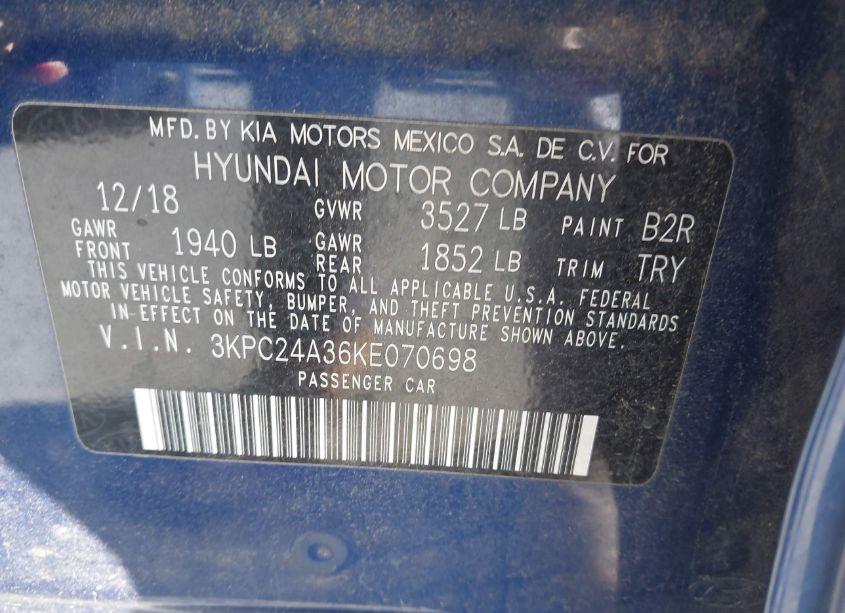 MFD. BY KIA MOTORS MEXICO S.A. DE C.V. FOR
HYUNDAI MOTOR COMPANY
12/18 GVWR 3527 LB PAINT B2R
GAWR FRONT 1940 LB GAWR REAR 1852 LB TRIM TRY
THIS VEHICLE CONFORMS TO ALL APPLICABLE U.S.A. FEDERAL
MOTOR VEHICLE SAFETY, BUMPER, AND THEFT PREVENTION STANDARDS
IN EFFECT ON THE DATE OF MANUFACTURE SHOWN ABOVE.
V.I.N. 3KPC24A36KE070698
PASSENGER CAR